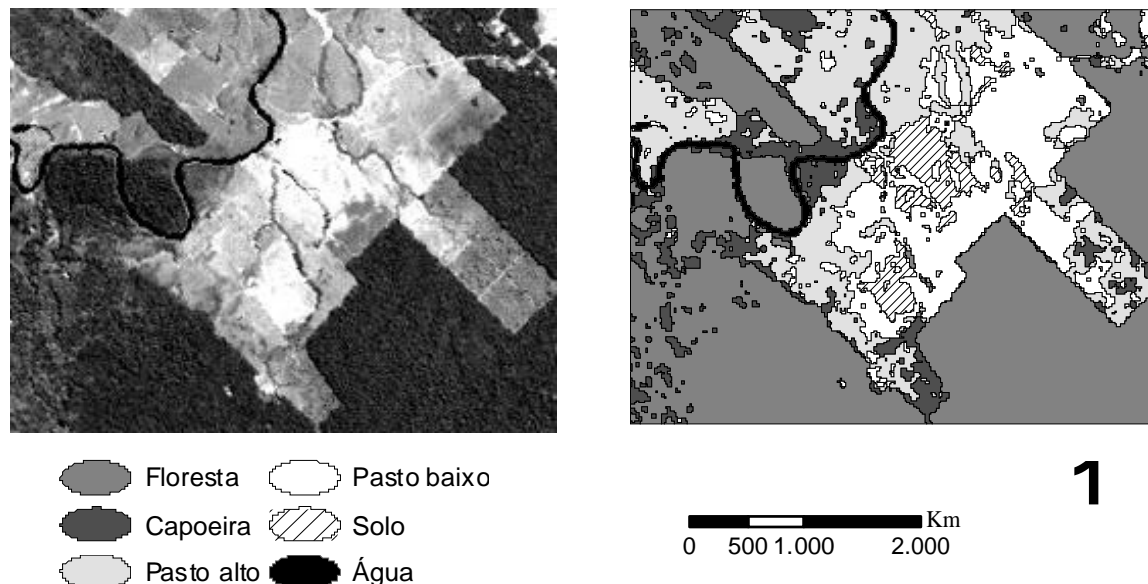 Floresta
Pasto baixo
Capoeira
Solo
Pasto alto
Água
1
Km
0 500 1.000 2.000